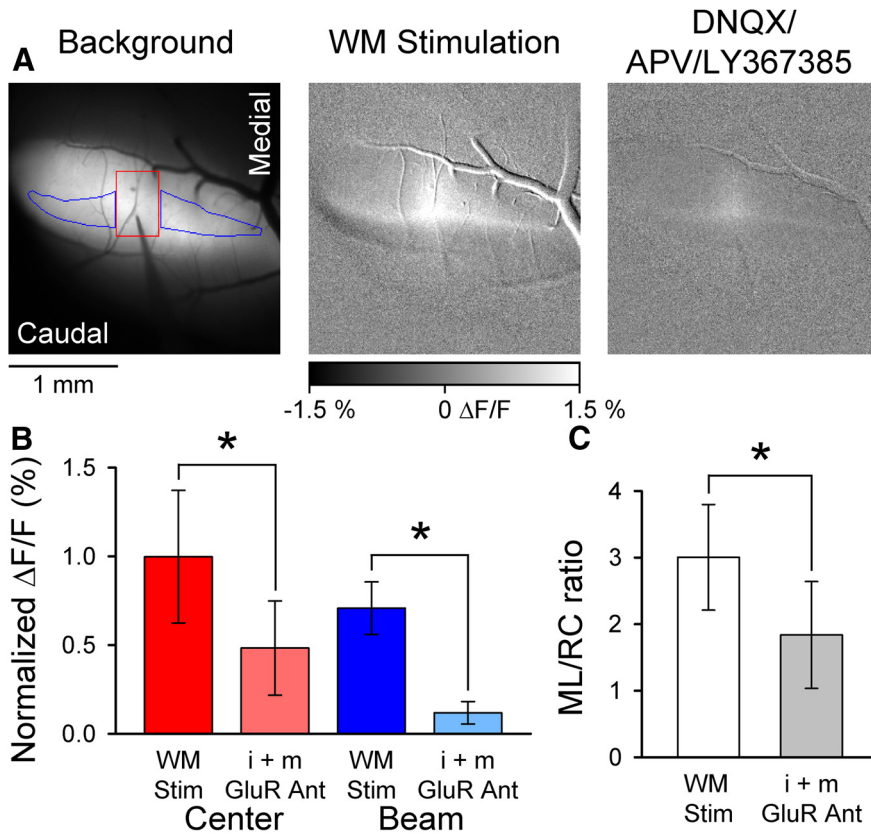 Background
WM Stimulation
DNQX/
APV/LY367385
A
Medial
Caudal
1 mm
-1.5 %
0 ΔF/F
1.5 %
B
Normalized ΔF/F (%)
1.5
1.0
0.5
0.0
*
*
WM
Stim
i + m
GluR Ant
WM
Stim
i + m
GluR Ant
Center
Beam
C
ML/RC ratio
4
3
2
1
0
*
WM
Stim
i + m
GluR Ant